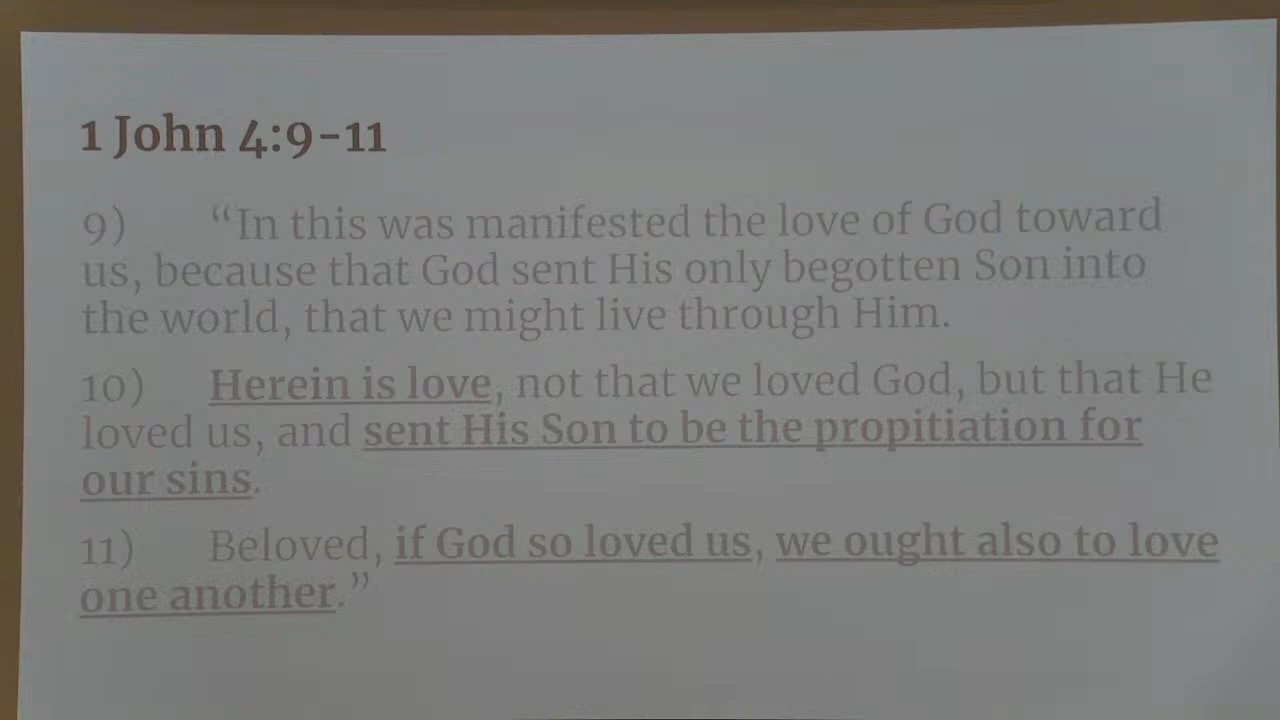 1 John 4:9-11
9) “In this was manifested the love of God toward
us, because that God sent His only begotten Son into
the world, that we might live through Him.
10) Herein is love, not that we loved God, but that He
loved us, and sent His Son to be the propitiation for
our sins.
11) Beloved, if God so loved us, we ought also to love
one another.”